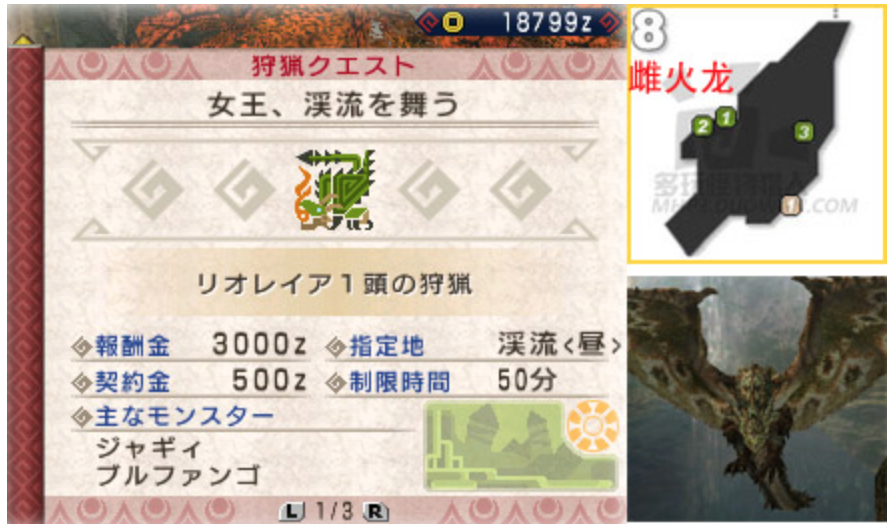 18799z
狩猟クエスト
女王、渓流を舞う
リオレイア1頭の狩猟
報酬金 3000z 指定地 渓流<昼>
契約金 500z 制限時間 50分
主なモンスター
ジャギィ
ブルファンゴ
L 1/3 R
8
雌火龙
2 1 3
1